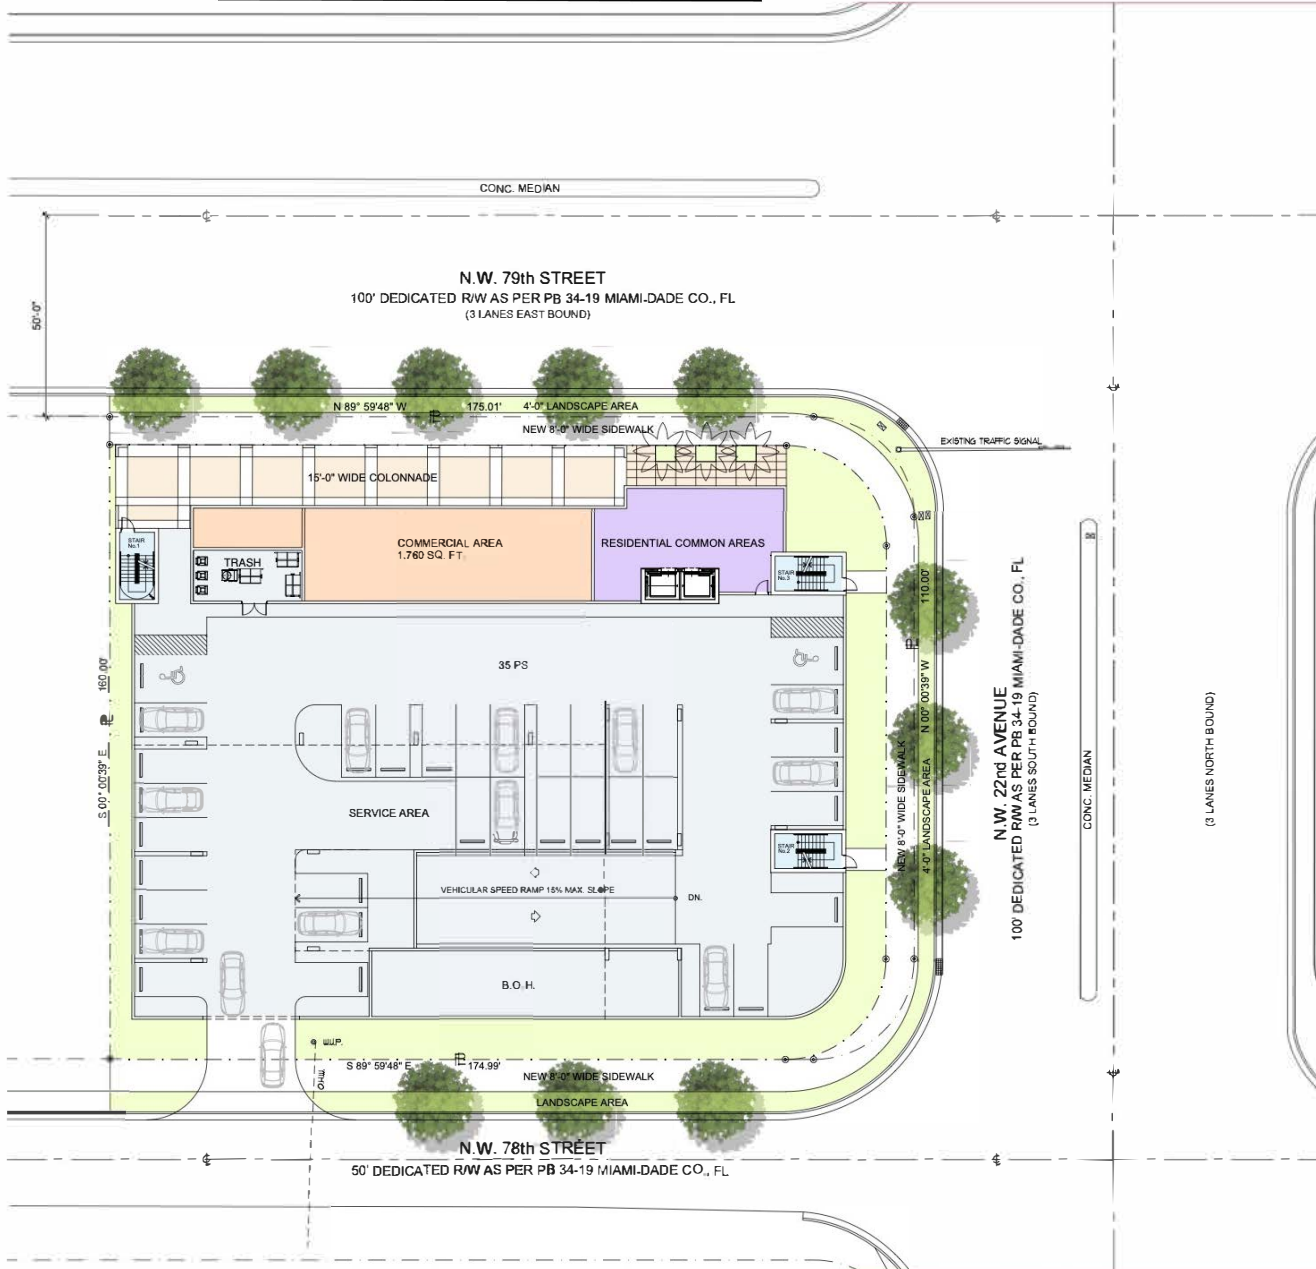 CONC. MEDIAN
50'-0"
N.W. 79th STREET
100' DEDICATED R/W AS PER PB 34-19 MIAMI-DADE CO., FL
(3 LANES EAST BOUND)
N 89° 59'48" W
175.01'
4'-0" LANDSCAPE AREA
NEW 8'-0" WIDE SIDEWALK
EXISTING TRAFFIC SIGNAL
15'-0" WIDE COLONNADE
STAIR
No.1
TRASH
COMMERCIAL AREA
1.760 SQ. FT.
RESIDENTIAL COMMON AREAS
STAIR
No.3
35 PS
S 00° 00'39" E
160.00'
SERVICE AREA
STAIR
No.2
VEHICULAR SPEED RAMP 15% MAX. SLOPE
DN.
B.O.H.
NEW 8'-0" WIDE SIDEWALK
4'-0" LANDSCAPE AREA
N 00° 00'39" W
110.00'
N.W. 22nd AVENUE
100' DEDICATED R/W AS PER PB 34-19 MIAMI-DADE CO., FL
(3 LANES SOUTH BOUND)
CONC. MEDIAN
(3 LANES NORTH BOUND)
W.U.P.
OHW
S 89° 59'48" E
174.99'
NEW 8'-0" WIDE SIDEWALK
LANDSCAPE AREA
N.W. 78th STREET
50' DEDICATED R/W AS PER PB 34-19 MIAMI-DADE CO., FL